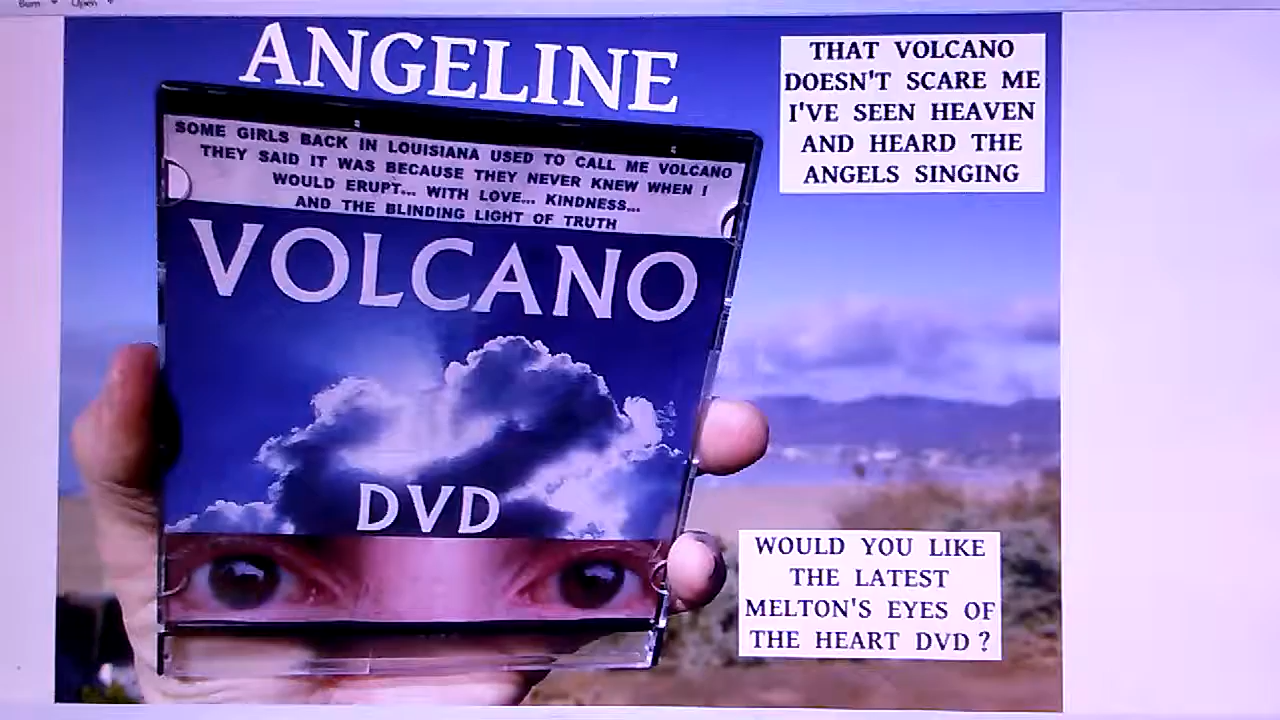 Burn
Open
ANGELINE
THAT VOLCANO
DOESN'T SCARE ME
I'VE SEEN HEAVEN
AND HEARD THE
ANGELS SINGING
SOME GIRLS BACK IN LOUISIANA USED TO CALL ME VOLCANO
THEY SAID IT WAS BECAUSE THEY NEVER KNEW WHEN I
WOULD ERUPT... WITH LOVE... KINDNESS...
AND THE BLINDING LIGHT OF TRUTH
VOLCANO
DVD
WOULD YOU LIKE
THE LATEST
MELTON'S EYES OF
THE HEART DVD ?